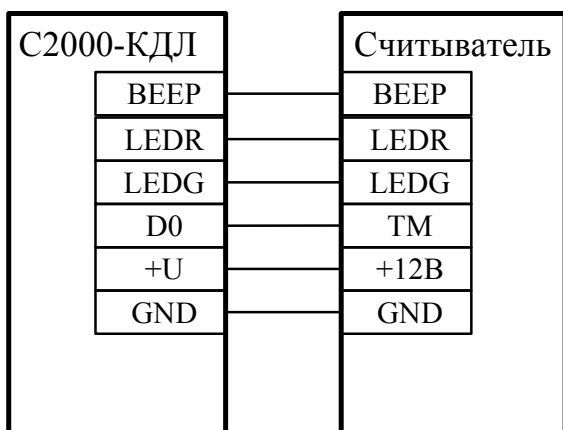 С2000-КДЛ Считыватель
BEEP BEEP
LEDR LEDR
LEDG LEDG
D0 TM
+U +12В
GND GND